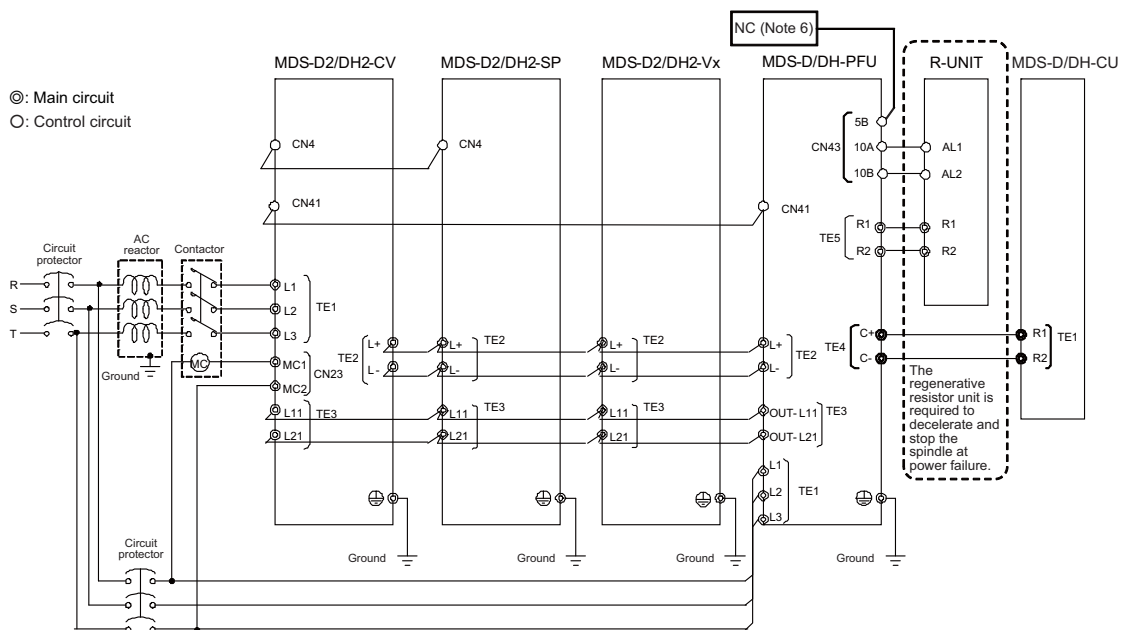 NC (Note 6)
MDS-D2/DH2-CV
MDS-D2/DH2-SP
MDS-D2/DH2-Vx
MDS-D/DH-PFU
R-UNIT
MDS-D/DH-CU
◎: Main circuit
○: Control circuit
CN4
CN4
5B
CN43
10A
AL1
10B
AL2
CN41
CN41
R1
R1
TE5
R2
R2
Circuit
protector
AC
reactor
Contactor
R
L1
S
L2
TE1
T
L3
C+
R1
TE4
TE1
C-
R2
MC
MC1
CN23
MC2
Ground
TE2
L+
L-
L+
TE2
L-
L+
TE2
L-
L+
TE2
L-
The
regenerative
resistor unit is
required to
decelerate and
stop the
spindle at
power failure.
L11
TE3
L21
L11
TE3
L21
L11
TE3
L21
OUT-L11
TE3
OUT-L21
L1
L2
TE1
L3
Ground
Ground
Ground
Ground
Circuit
protector